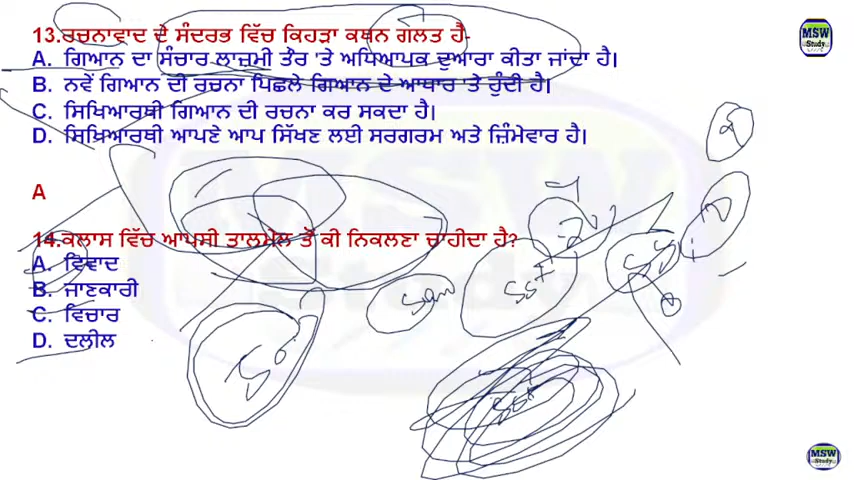 13.ਰਚਨਾਵਾਦ ਦੇ ਸੰਦਰਭ ਵਿੱਚ ਕਿਹੜਾ ਕਥਨ ਗਲਤ ਹੈ-
A. ਗਿਆਨ ਦਾ ਸੰਚਾਰ ਲਾਜ਼ਮੀ ਤੌਰ 'ਤੇ ਅਧਿਆਪਕ ਦੁਆਰਾ ਕੀਤਾ ਜਾਂਦਾ ਹੈ।
B. ਨਵੇਂ ਗਿਆਨ ਦੀ ਰਚਨਾ ਪਿਛਲੇ ਗਿਆਨ ਦੇ ਆਧਾਰ 'ਤੇ ਹੁੰਦੀ ਹੈ।
C. ਸਿਖਿਆਰਥੀ ਗਿਆਨ ਦੀ ਰਚਨਾ ਕਰ ਸਕਦਾ ਹੈ।
D. ਸਿਖਿਆਰਥੀ ਆਪਣੇ ਆਪ ਸਿੱਖਣ ਲਈ ਸਰਗਰਮ ਅਤੇ ਜ਼ਿੰਮੇਵਾਰ ਹੈ।
A
14.ਕਲਾਸ ਵਿੱਚ ਆਪਸੀ ਤਾਲਮੇਲ ਤੋਂ ਕੀ ਨਿਕਲਣਾ ਚਾਹੀਦਾ ਹੈ?
A. ਵਿਵਾਦ
B. ਜਾਣਕਾਰੀ
C. ਵਿਚਾਰ
D. ਦਲੀਲ
MSW
Study
MSW
Study
MSW
Study